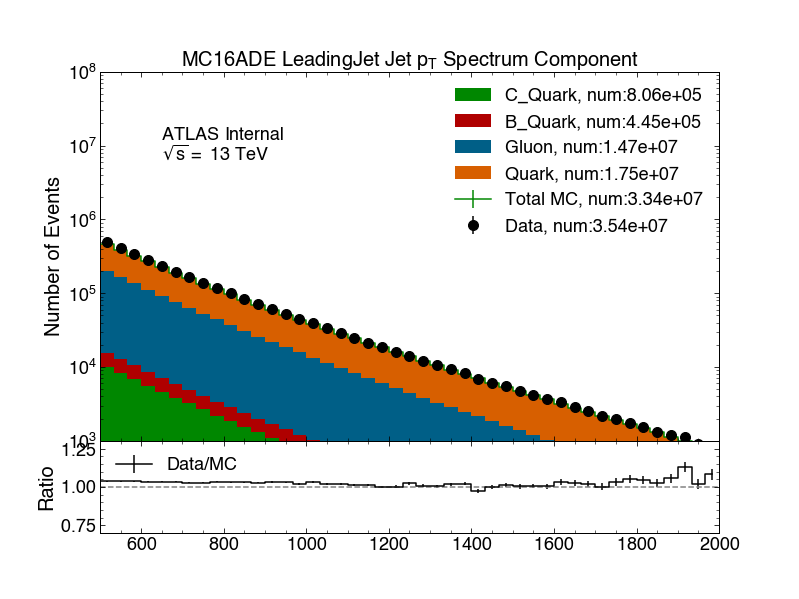 MC16ADE LeadingJet Jet pT Spectrum Component
10^8
10^7
10^6
10^5
10^4
10^3
Number of Events
ATLAS Internal
√s = 13 TeV
C_Quark, num:8.06e+05
B_Quark, num:4.45e+05
Gluon, num:1.47e+07
Quark, num:1.75e+07
Total MC, num:3.34e+07
Data, num:3.54e+07
1.25
1.00
0.75
Ratio
Data/MC
600 800 1000 1200 1400 1600 1800 2000